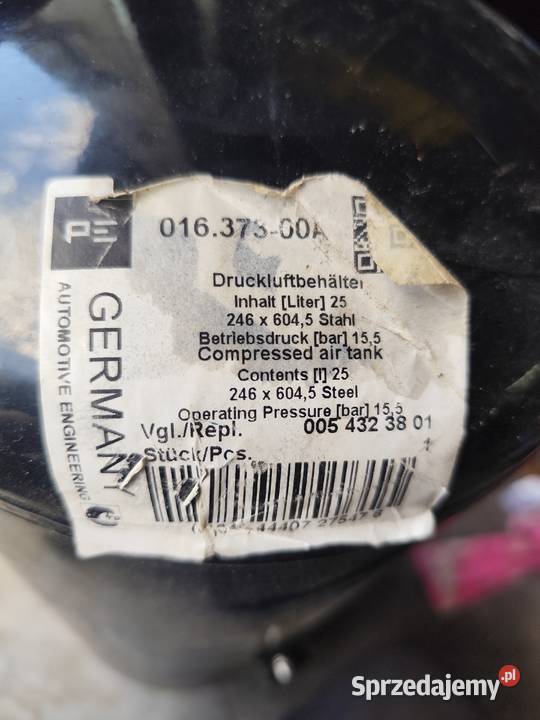 PE
016.373-00A
Druckluftbehälter
Inhalt [Liter] 25
246 x 604,5 Stahl
Betriebsdruck [bar] 15,5
Compressed air tank
Contents [l] 25
246 x 604,5 Steel
Operating Pressure [bar] 15,5
Vgl./Repl. 005 432 38 01
Stück/Pcs. 1
GERMANY
AUTOMOTIVE ENGINEERING
Sprzedajemy.pl